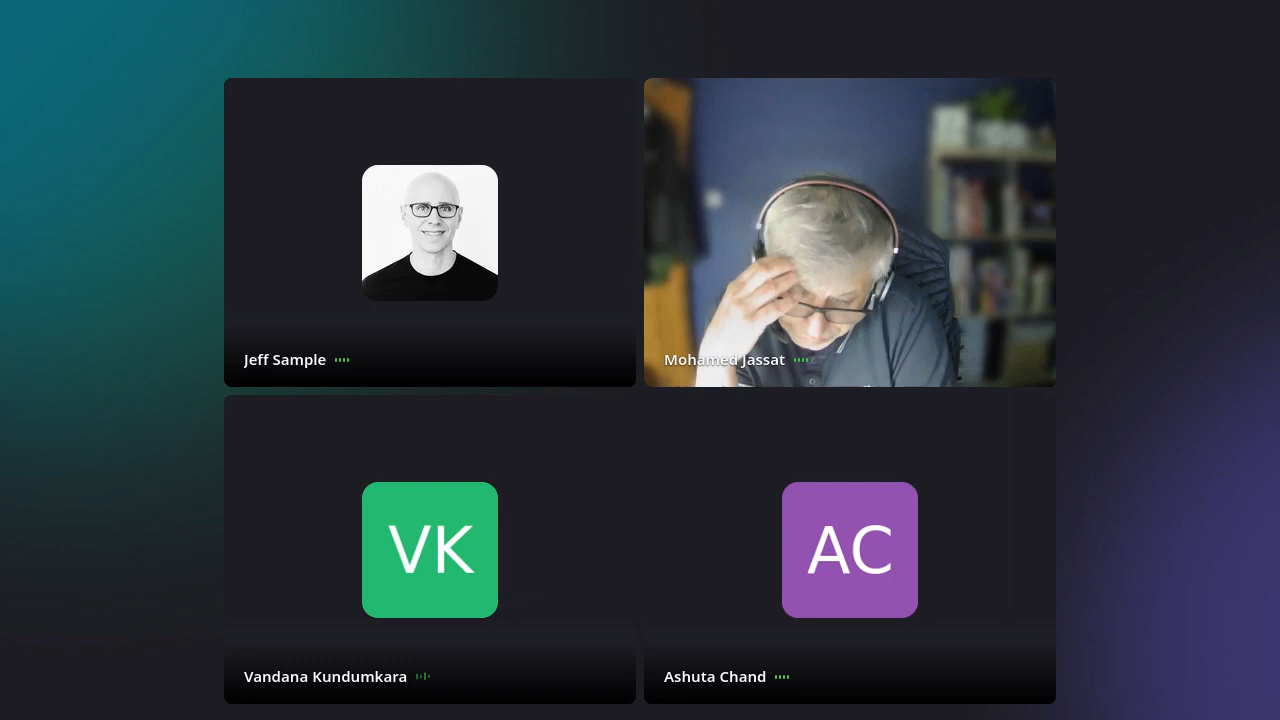 Jeff Sample
Mohamed Jassat
VK
AC
Vandana Kundumkara
Ashuta Chand